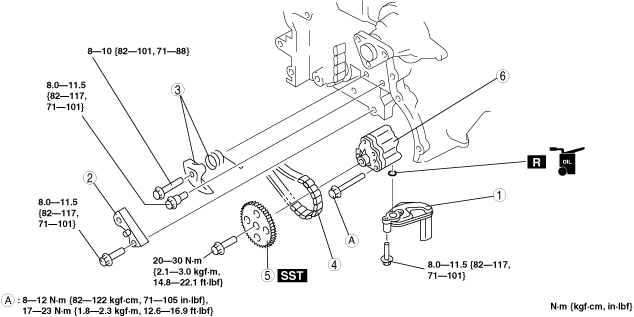 8—10 {82—101, 71—88}
3
6
8.0—11.5
{82—117,
71—101}
R
OIL
2
1
8.0—11.5
{82—117,
71—101}
A
20—30 N·m
{2.1—3.0 kgf·m,
14.8—22.1 ft·lbf}
5 SST
4
8.0—11.5 {82—117,
71—101}
A : 8—12 N·m {82—122 kgf·cm, 71—105 in·lbf},
17—23 N·m {1.8—2.3 kgf·m, 12.6—16.9 ft·lbf}
N·m {kgf·cm, in·lbf}